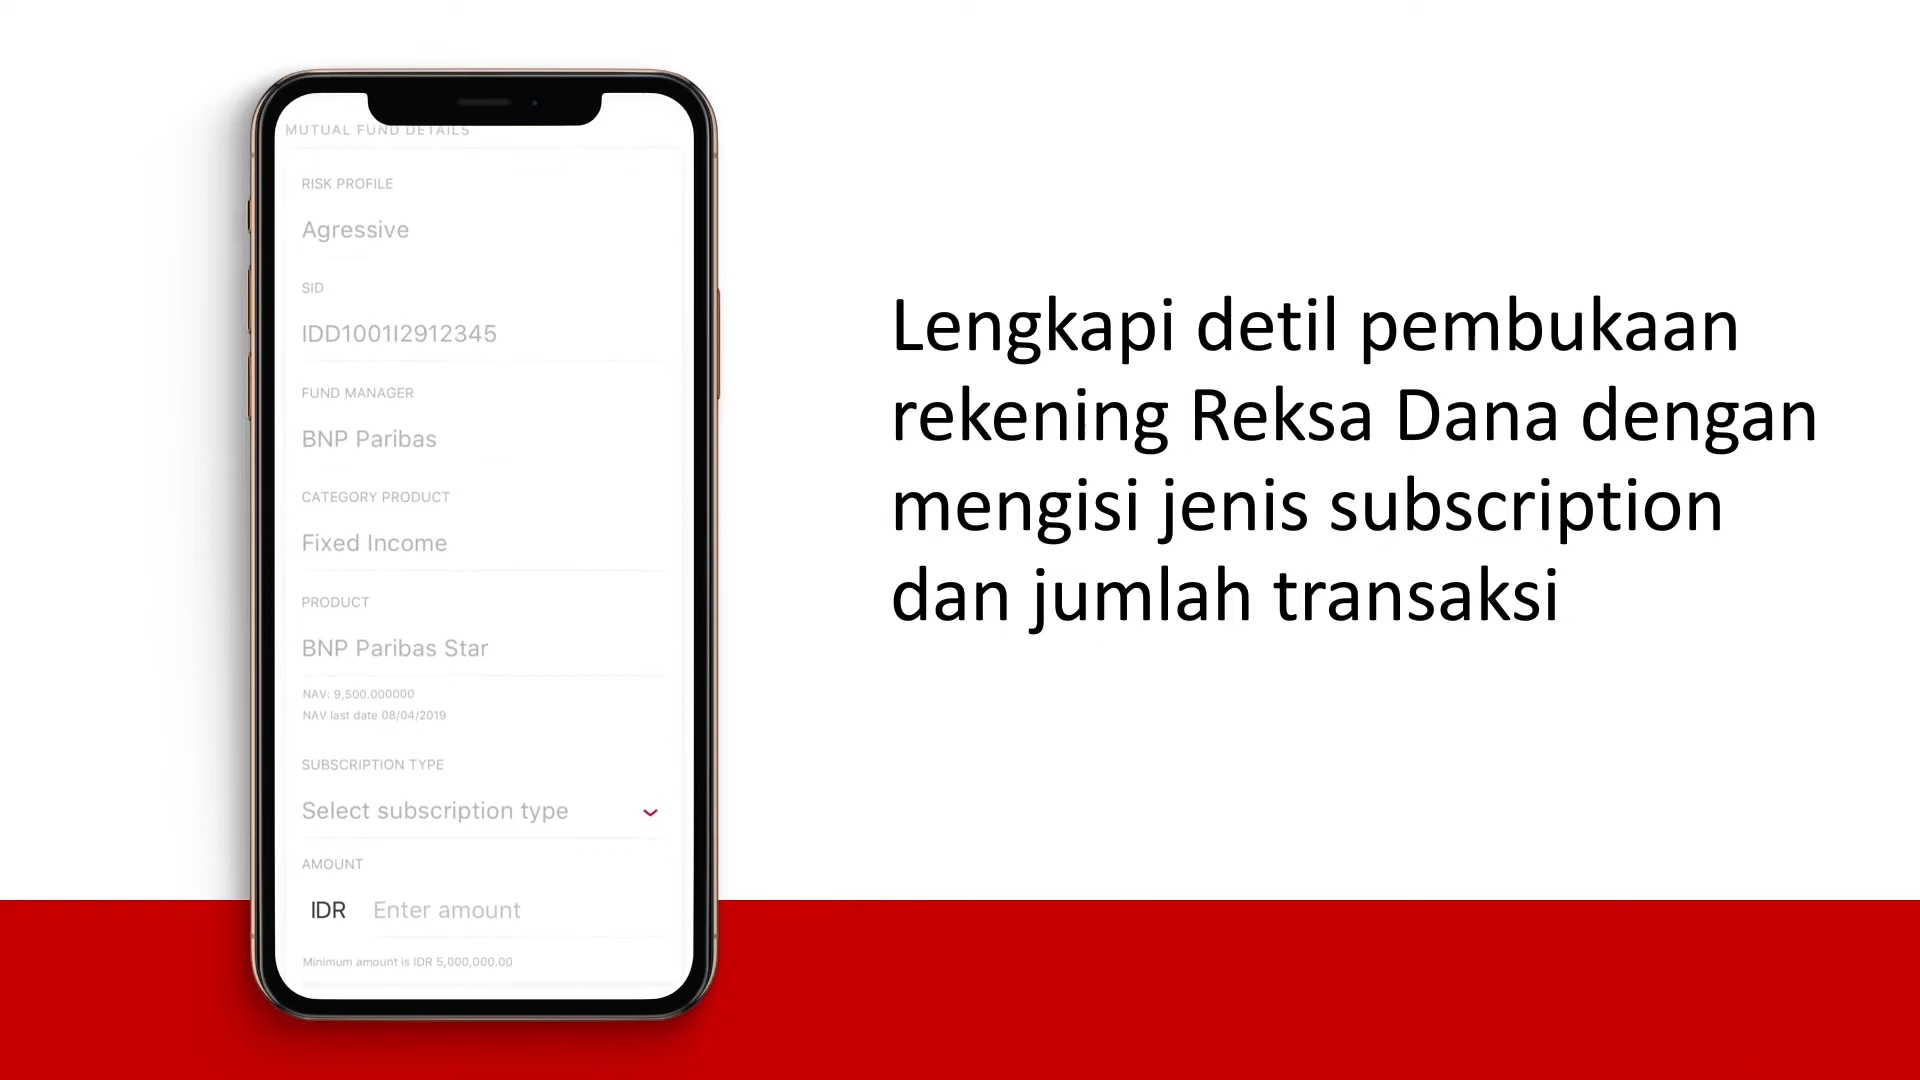 MUTUAL FUND DETAILS
RISK PROFILE
Agressive
SID
IDD1001I2912345
FUND MANAGER
BNP Paribas
CATEGORY PRODUCT
Fixed Income
PRODUCT
BNP Paribas Star
NAV: 9,500.000000
NAV last date 08/04/2019
SUBSCRIPTION TYPE
Select subscription type
AMOUNT
IDR Enter amount
Minimum amount is IDR 5,000,000.00
Lengkapi detil pembukaan
rekening Reksa Dana dengan
mengisi jenis subscription
dan jumlah transaksi